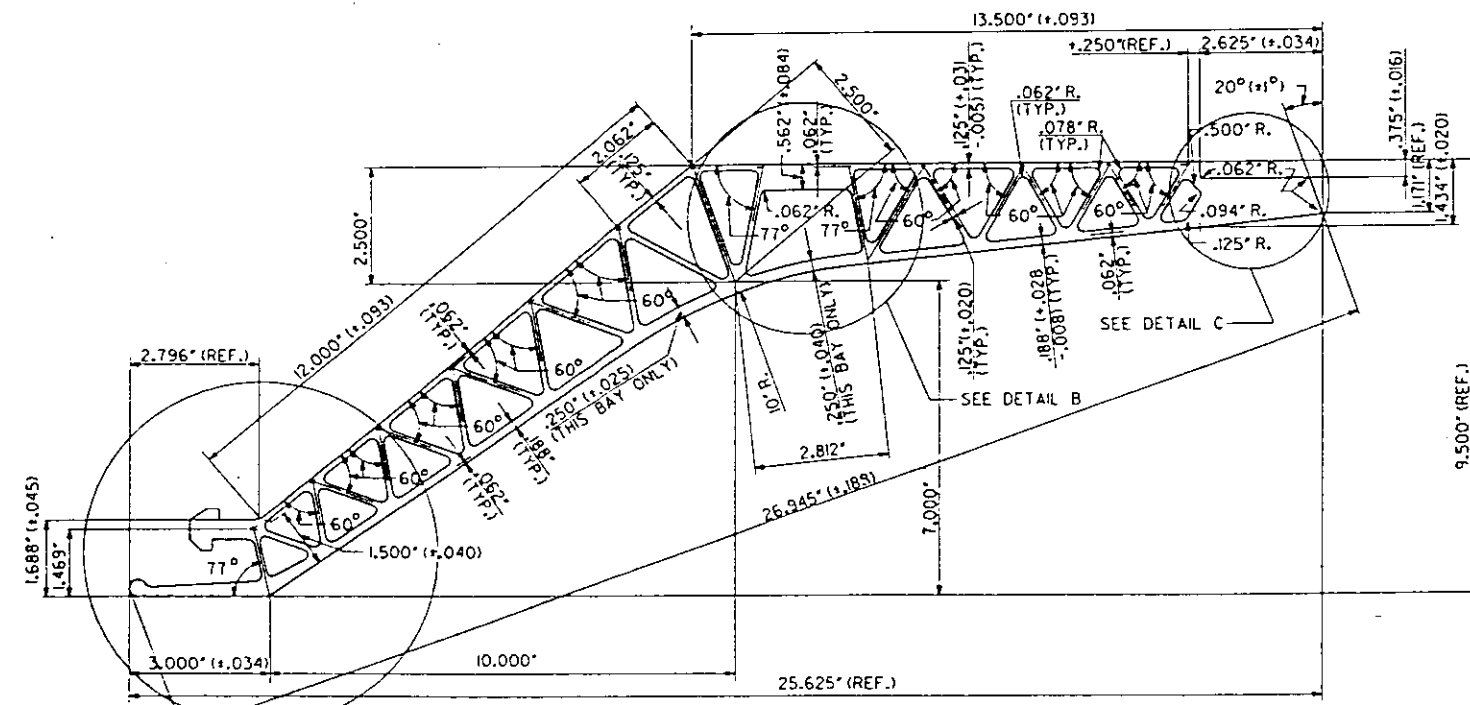 13.500" (±.093)
±.250" (REF.)
2.625" (±.034)
.375" (±.016)
1.171" (REF.)
1.434" (±.020)
20° (±1°)
2.500"
.562" (±.084)
.062"
(TYP.)
.125" (+.031
-.005) (TYP.)
.062" R.
(TYP.)
.078" R.
(TYP.)
.500" R.
.062" R.
.094" R.
.125" R.
2.062"
.125"
(TYP.)
2.500"
.062" R.
77°
77°
60°
60°
60°
12.000" (±.093)
.062"
(TYP.)
60°
60°
60°
60°
60°
.250" (±.025)
(THIS BAY ONLY)
.188"
(TYP.)
.062"
(TYP.)
10" R.
.250" (±.040)
(THIS BAY ONLY)
.125" (±.020)
(TYP.)
.188" (+.028
-.008) (TYP.)
.062"
(TYP.)
SEE DETAIL C
SEE DETAIL B
2.812"
26.945" (±.189)
7.000"
9.500" (REF.)
2.796" (REF.)
1.688" (±.045)
1.469"
77°
1.500" (±.040)
3.000" (±.034)
10.000"
25.625" (REF.)